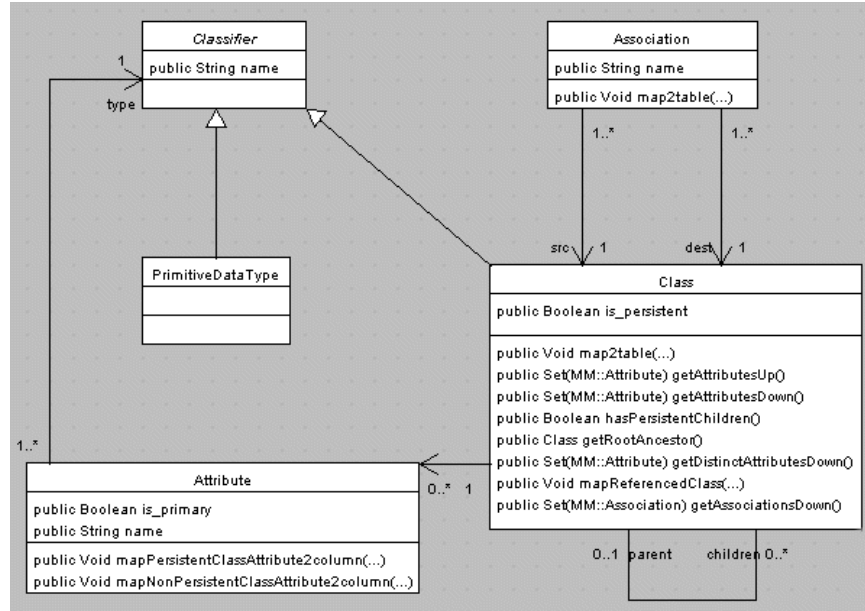 Classifier
public String name
Association
public String name
public Void map2table(...)
1
type
1..*
1..*
src
1
dest
1
PrimitiveDataType
Class
public Boolean is_persistent
public Void map2table(...)
public Set(MM::Attribute) getAttributesUp()
public Set(MM::Attribute) getAttributesDown()
public Boolean hasPersistentChildren()
public Class getRootAncestor()
public Set(MM::Attribute) getDistinctAttributesDown()
public Void mapReferencedClass(...)
public Set(MM::Association) getAssociationsDown()
1..*
Attribute
public Boolean is_primary
public String name
public Void mapPersistentClassAttribute2column(...)
public Void mapNonPersistentClassAttribute2column(...)
0..* 1
0..1 parent
children 0..*